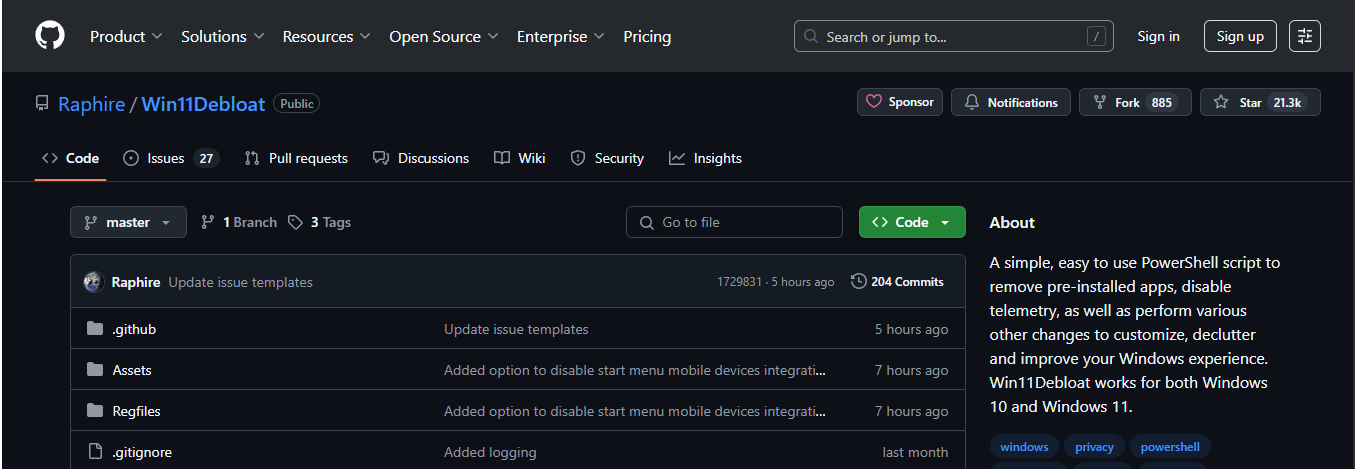 Product Solutions Resources Open Source Enterprise Pricing Search or jump to... / Sign in Sign up
Raphire / Win11Debloat Public Sponsor Notifications Fork 885 Star 21.3k
Code Issues 27 Pull requests Discussions Wiki Security Insights
master 1 Branch 3 Tags Go to file Code
Raphire Update issue templates 1729831 · 5 hours ago 204 Commits
.github Update issue templates 5 hours ago
Assets Added option to disable start menu mobile devices integrati... 7 hours ago
Regfiles Added option to disable start menu mobile devices integrati... 7 hours ago
.gitignore Added logging last month
About
A simple, easy to use PowerShell script to
remove pre-installed apps, disable
telemetry, as well as perform various
other changes to customize, declutter
and improve your Windows experience.
Win11Debloat works for both Windows
10 and Windows 11.
windows privacy powershell